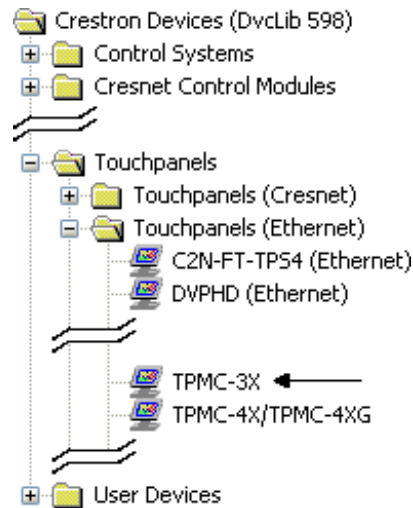 Crestron Devices (DvcLib 598)
Control Systems
Cresnet Control Modules
Touchpanels
Touchpanels (Cresnet)
Touchpanels (Ethernet)
C2N-FT-TPS4 (Ethernet)
DVPHD (Ethernet)
TPMC-3X
TPMC-4X/TPMC-4XG
User Devices